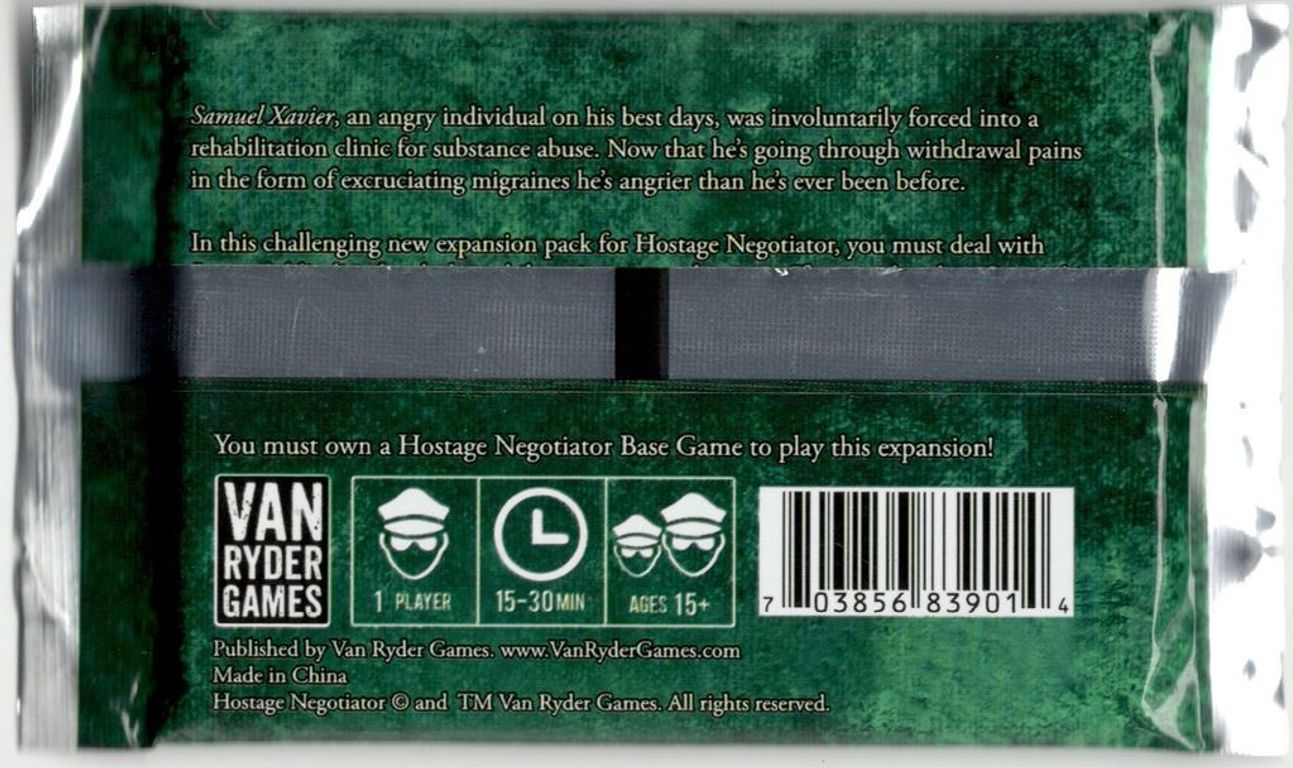 Samuel Xavier, an angry individual on his best days, was involuntarily forced into a
rehabilitation clinic for substance abuse. Now that he's going through withdrawal pains
in the form of excruciating migraines he's angrier than he's ever been before.
In this challenging new expansion pack for Hostage Negotiator, you must deal with
You must own a Hostage Negotiator Base Game to play this expansion!
VAN
RYDER
GAMES
1 PLAYER
15-30 MIN
AGES 15+
7 03856 83901 4
Published by Van Ryder Games. www.VanRyderGames.com
Made in China
Hostage Negotiator © and TM Van Ryder Games. All rights reserved.